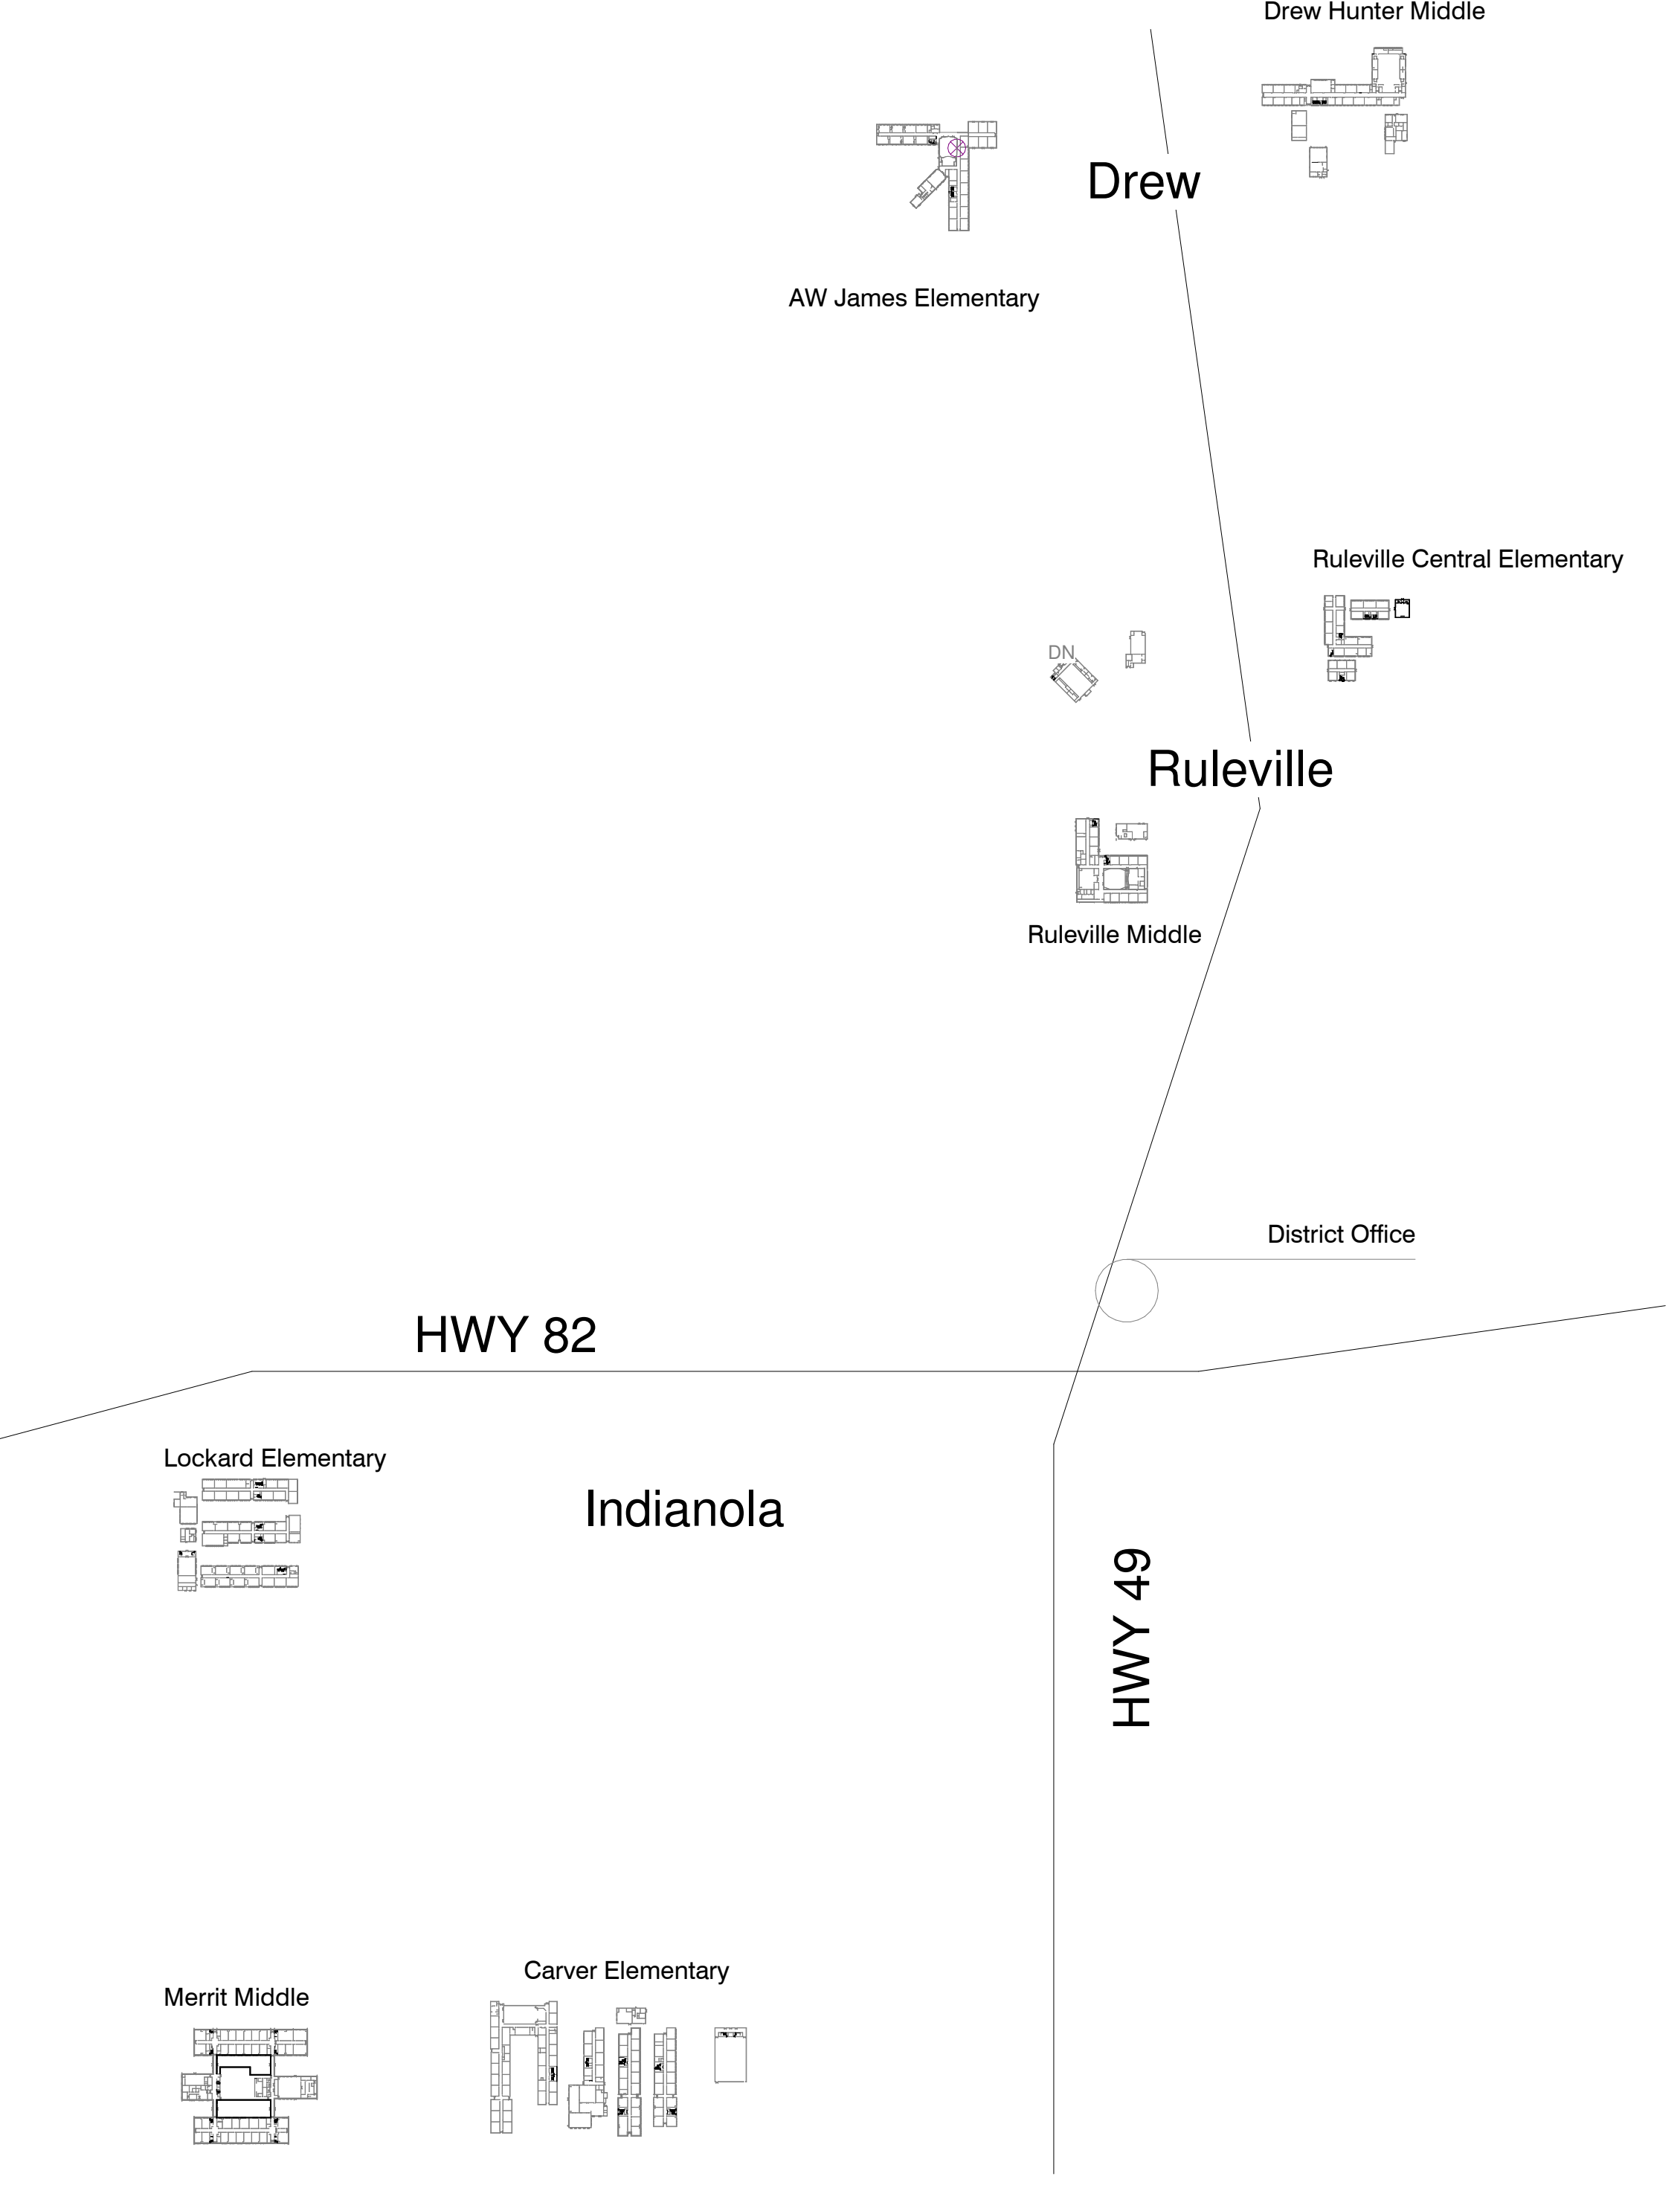 Drew Hunter Middle
Drew
AW James Elementary
Ruleville Central Elementary
DN
Ruleville
Ruleville Middle
District Office
HWY 82
Lockard Elementary
Indianola
HWY 49
Carver Elementary
Merrit Middle